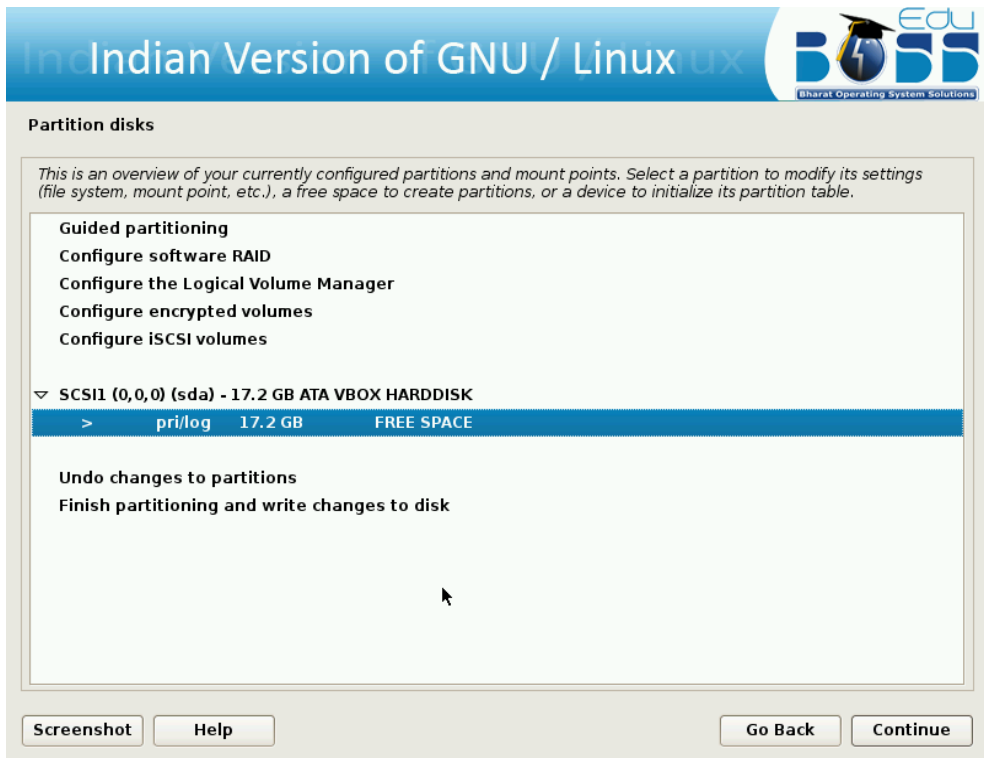 Indian Version of GNU / Linux
Edu
BOSS
Bharat Operating System Solutions
Partition disks
This is an overview of your currently configured partitions and mount points. Select a partition to modify its settings
(file system, mount point, etc.), a free space to create partitions, or a device to initialize its partition table.
Guided partitioning
Configure software RAID
Configure the Logical Volume Manager
Configure encrypted volumes
Configure iSCSI volumes
SCSI1 (0,0,0) (sda) - 17.2 GB ATA VBOX HARDDISK
> pri/log 17.2 GB FREE SPACE
Undo changes to partitions
Finish partitioning and write changes to disk
Screenshot Help Go Back Continue